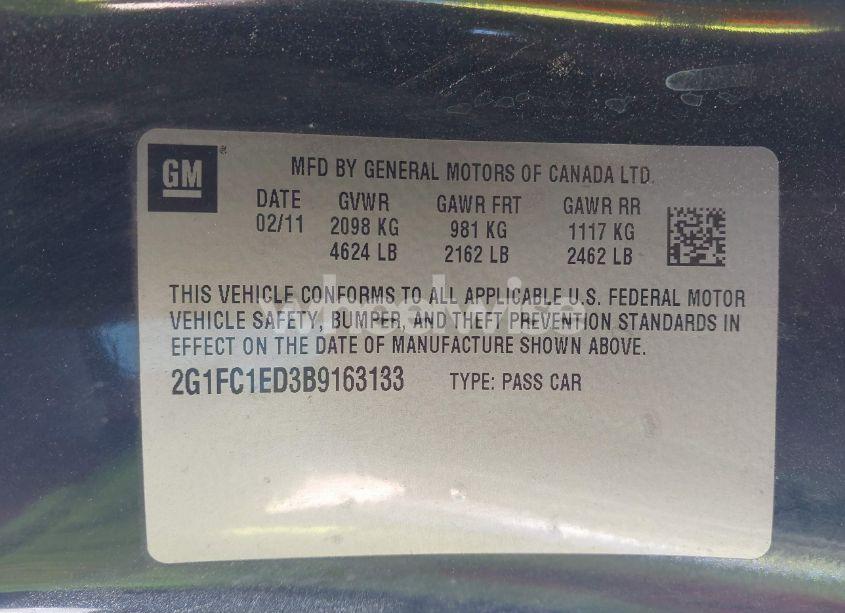 GM
MFD BY GENERAL MOTORS OF CANADA LTD.
DATE GVWR GAWR FRT GAWR RR
02/11 2098 KG 981 KG 1117 KG
4624 LB 2162 LB 2462 LB
THIS VEHICLE CONFORMS TO ALL APPLICABLE U.S. FEDERAL MOTOR
VEHICLE SAFETY, BUMPER, AND THEFT PREVENTION STANDARDS IN
EFFECT ON THE DATE OF MANUFACTURE SHOWN ABOVE.
2G1FC1ED3B9163133 TYPE: PASS CAR